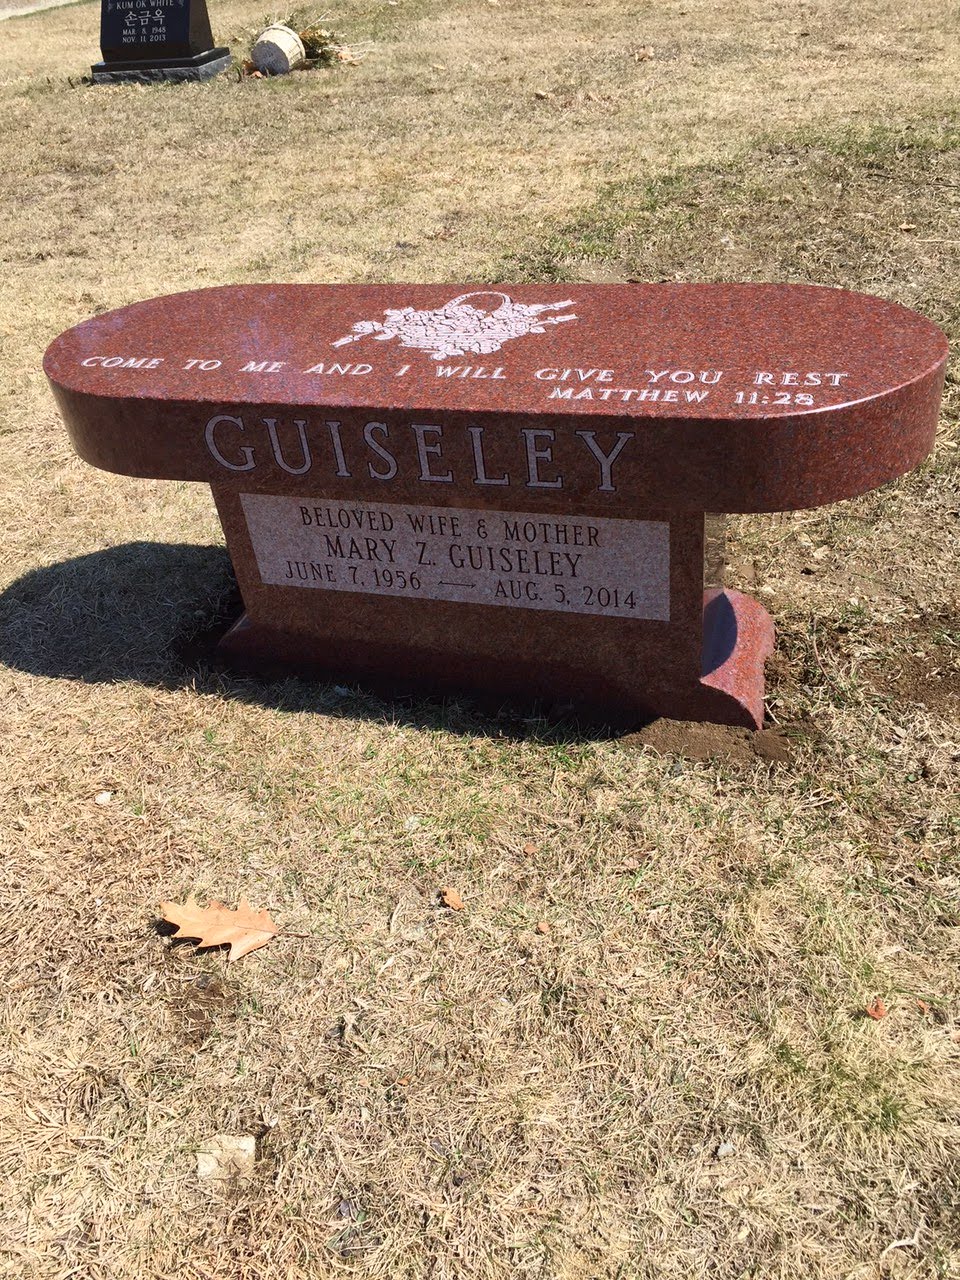 KUM OK WHITE
손금옥
MAR. 8, 1948
NOV. 11, 2013
COME TO ME AND I WILL GIVE YOU REST
MATTHEW 11:28
GUISELEY
BELOVED WIFE & MOTHER
MARY Z. GUISELEY
JUNE 7, 1956 — AUG. 5, 2014